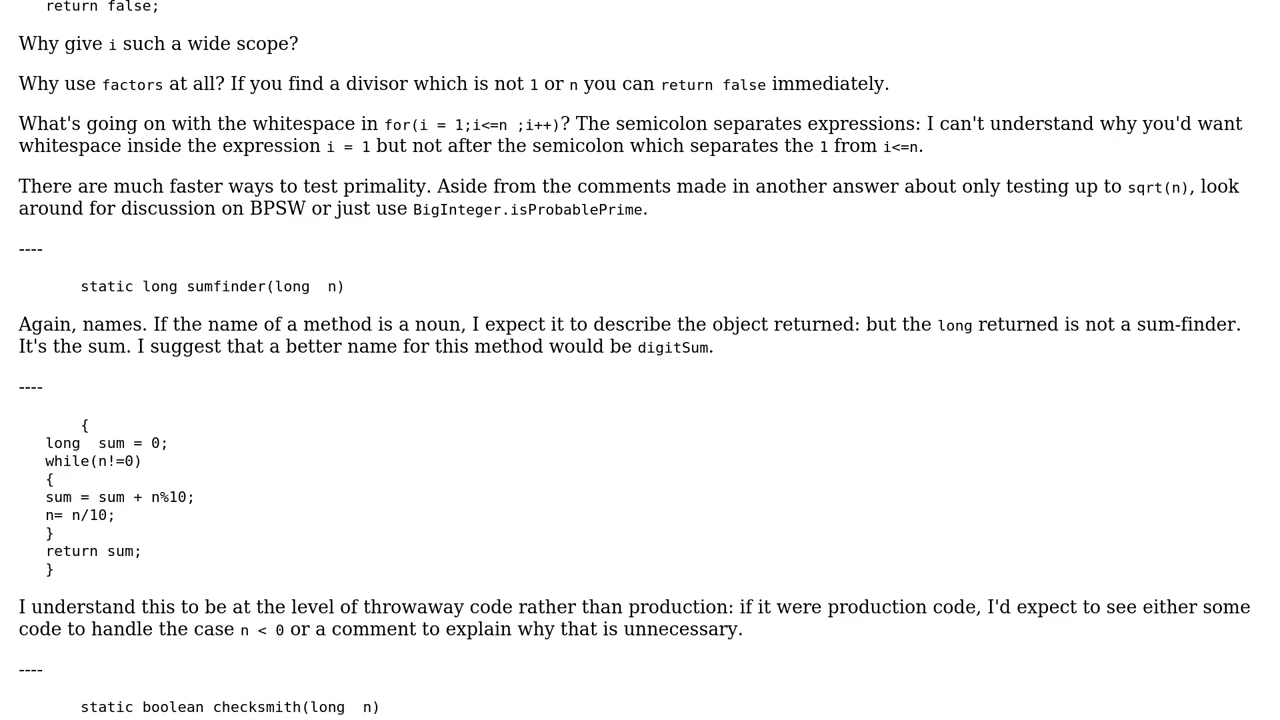 return false;
Why give i such a wide scope?
Why use factors at all? If you find a divisor which is not 1 or n you can return false immediately.
What's going on with the whitespace in for(i = 1;i<=n ;i++)? The semicolon separates expressions: I can't understand why you'd want
whitespace inside the expression i = 1 but not after the semicolon which separates the 1 from i<=n.
There are much faster ways to test primality. Aside from the comments made in another answer about only testing up to sqrt(n), look
around for discussion on BPSW or just use BigInteger.isProbablePrime.
----
static long sumfinder(long  n)
Again, names. If the name of a method is a noun, I expect it to describe the object returned: but the long returned is not a sum-finder.
It's the sum. I suggest that a better name for this method would be digitSum.
----
{
long  sum = 0;
while(n!=0)
{
sum = sum + n%10;
n= n/10;
}
return sum;
}
I understand this to be at the level of throwaway code rather than production: if it were production code, I'd expect to see either some
code to handle the case n < 0 or a comment to explain why that is unnecessary.
----
static boolean checksmith(long  n)